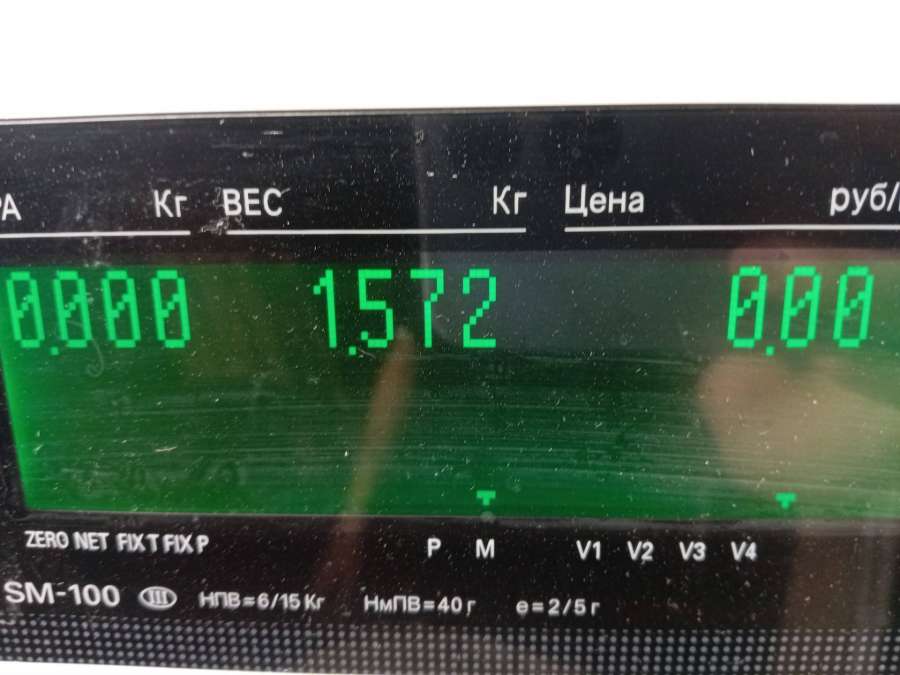 РА Кг ВЕС Кг Цена руб/
0.000 1.572 0.00
ZERO NET FIX T FIX P P M V1 V2 V3 V4
SM-100 III НПВ=6/15 Кг НмПВ=40 г e=2/5 г